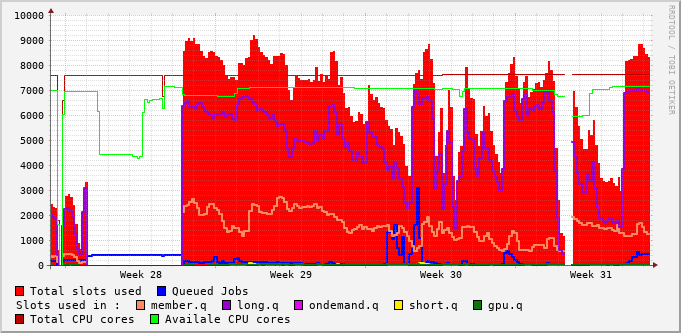 RRDTOOL / TOBI OETIKER
10000
9000
8000
7000
6000
5000
4000
3000
2000
1000
0
Week 28 Week 29 Week 30 Week 31
Total slots used Queued Jobs
Slots used in : member.q long.q ondemand.q short.q gpu.q
Total CPU cores Availale CPU cores